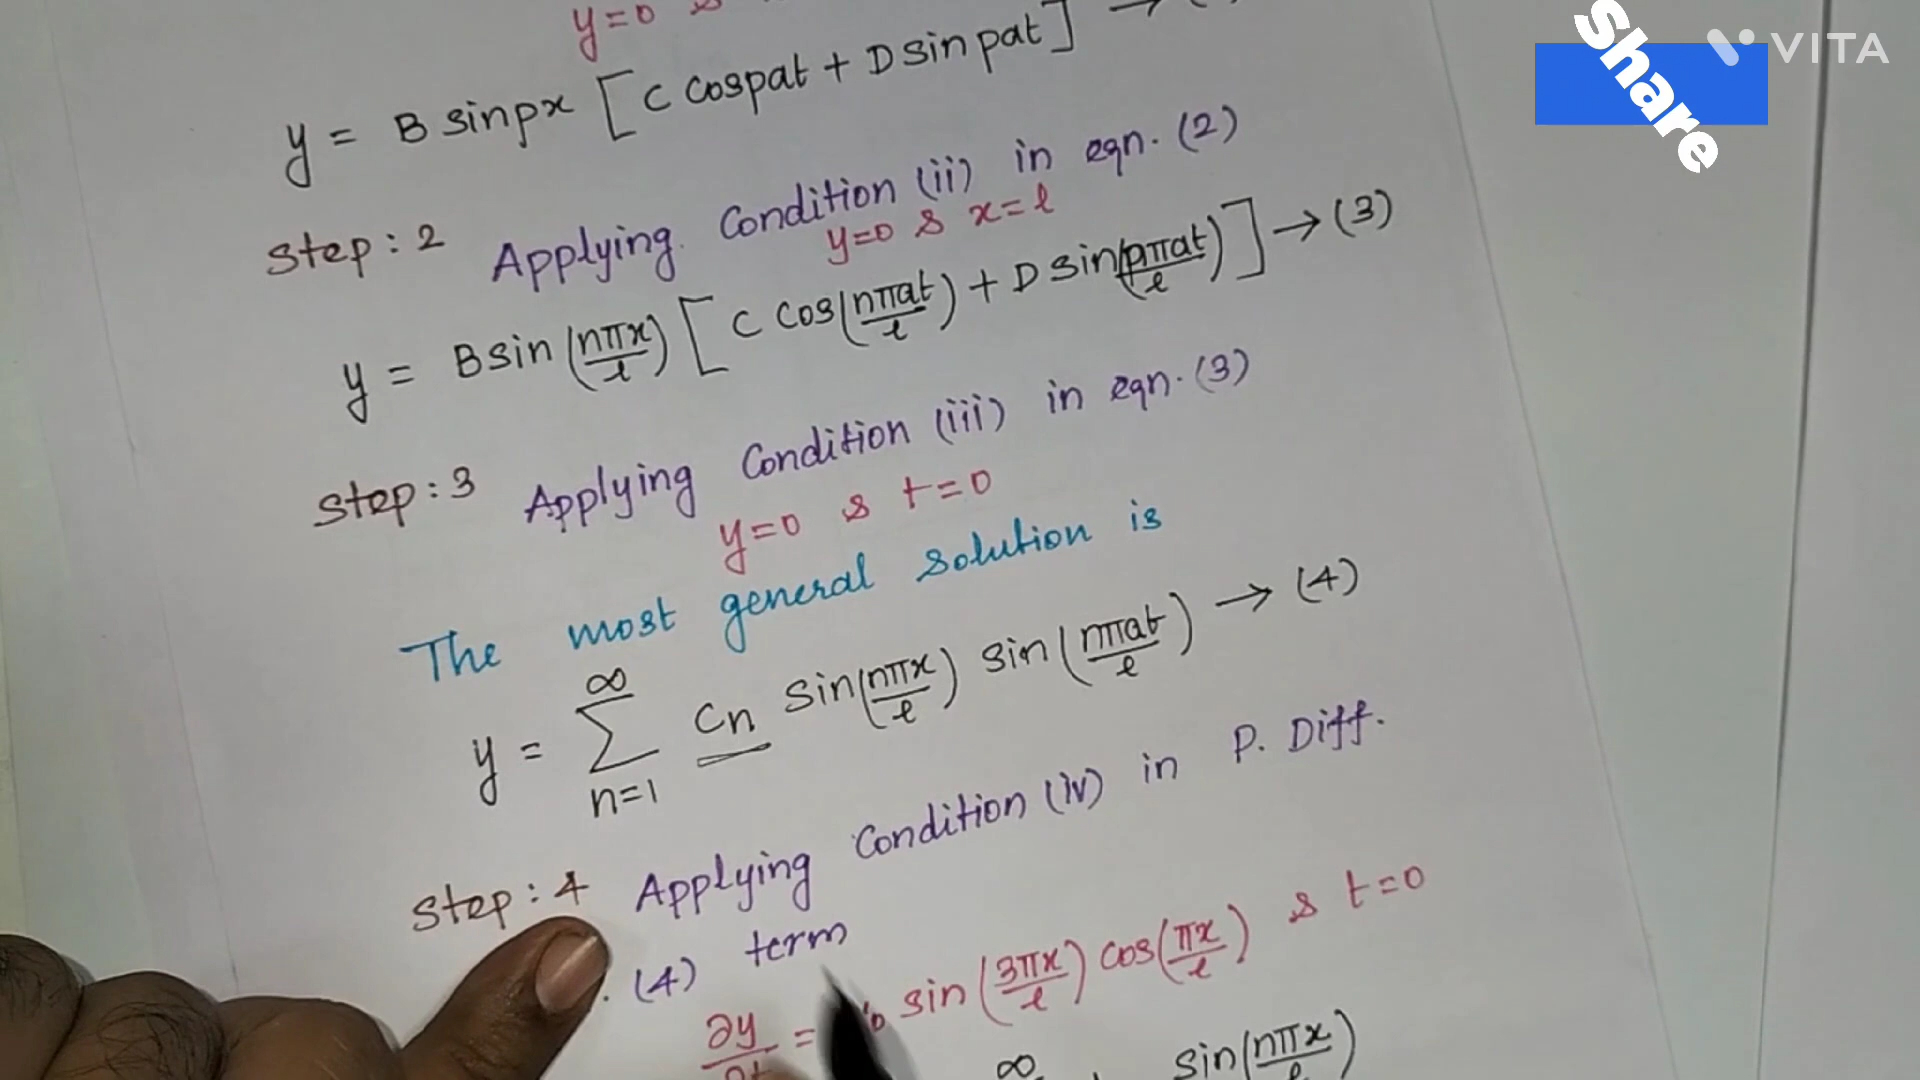 y=0 &
y = B sinpx [C Cospat + D sin pat] →
Step: 2 Applying Condition (ii) in eqn. (2)
y=0 & x=l
y = B sin (nπx/l) [C Cos(nπat/l) + D sin(nπat/l)] → (3)
Step: 3 Applying Condition (iii) in eqn. (3)
y=0 & t=0
The most general solution is
y = ∞ Σ n=1 Cn Sin(nπx/l) sin(nπat/l) → (4)
Step: 4 Applying Condition (iv) in P. Diff.
(4) term
∂y/∂t = sin(3πx/l) cos(πx/l) & t=0
∞ sin(nπx/l)
Share
VITA